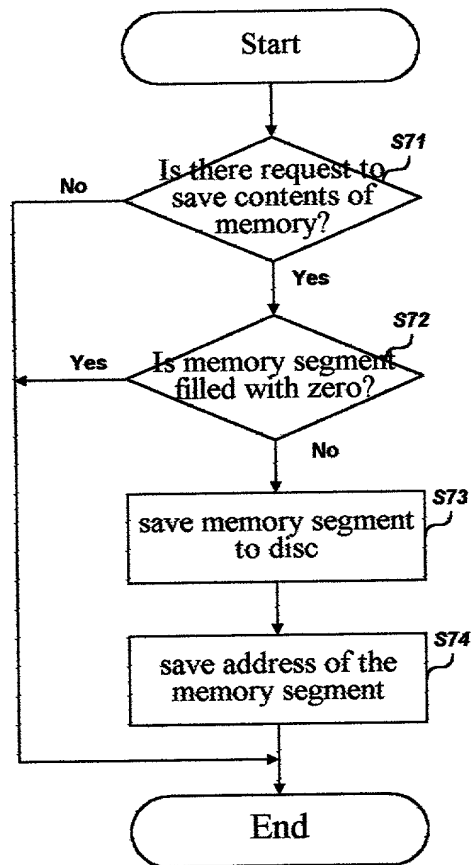 Start
S71
Is there request to
save contents of
memory?
No
Yes
S72
Is memory segment
filled with zero?
Yes
No
S73
save memory segment
to disc
S74
save address of the
memory segment
End